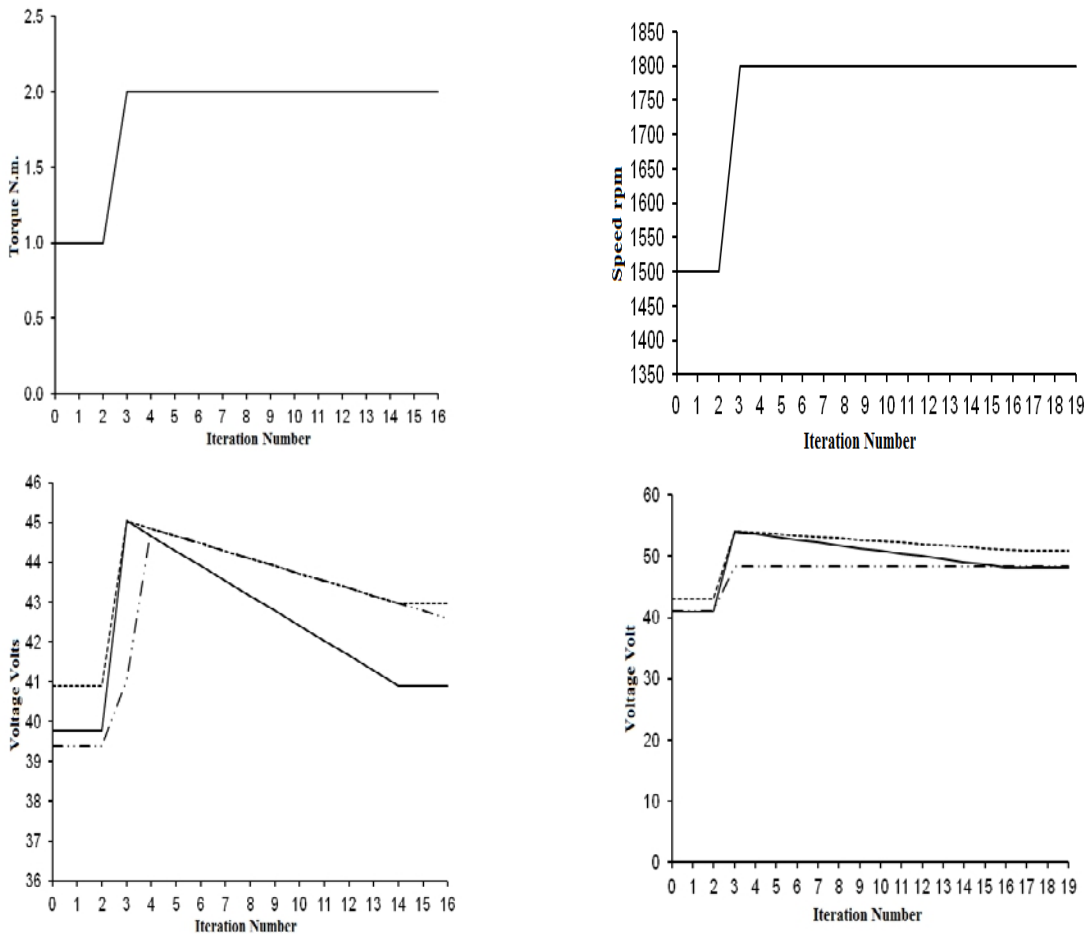 2.5
2.0
1.5
1.0
0.5
0.0
Torque N.m.
0 1 2 3 4 5 6 7 8 9 10 11 12 13 14 15 16
Iteration Number
1850
1800
1750
1700
1650
1600
1550
1500
1450
1400
1350
Speed rpm
0 1 2 3 4 5 6 7 8 9 10 11 12 13 14 15 16 17 18 19
Iteration Number
46
45
44
43
42
41
40
39
38
37
36
Voltage Volts
0 1 2 3 4 5 6 7 8 9 10 11 12 13 14 15 16
Iteration Number
60
50
40
30
20
10
0
Voltage Volt
0 1 2 3 4 5 6 7 8 9 10 11 12 13 14 15 16 17 18 19
Iteration Number